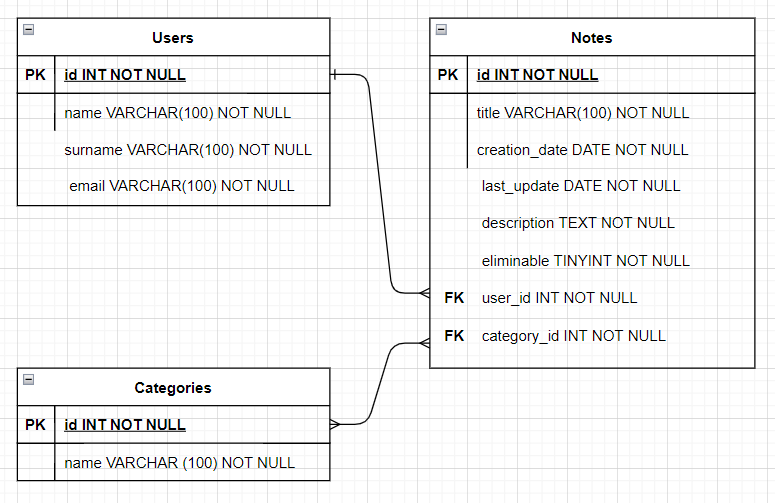 Users
PK id INT NOT NULL
name VARCHAR(100) NOT NULL
surname VARCHAR(100) NOT NULL
email VARCHAR(100) NOT NULL
Notes
PK id INT NOT NULL
title VARCHAR(100) NOT NULL
creation_date DATE NOT NULL
last_update DATE NOT NULL
description TEXT NOT NULL
eliminable TINYINT NOT NULL
FK user_id INT NOT NULL
FK category_id INT NOT NULL
Categories
PK id INT NOT NULL
name VARCHAR (100) NOT NULL